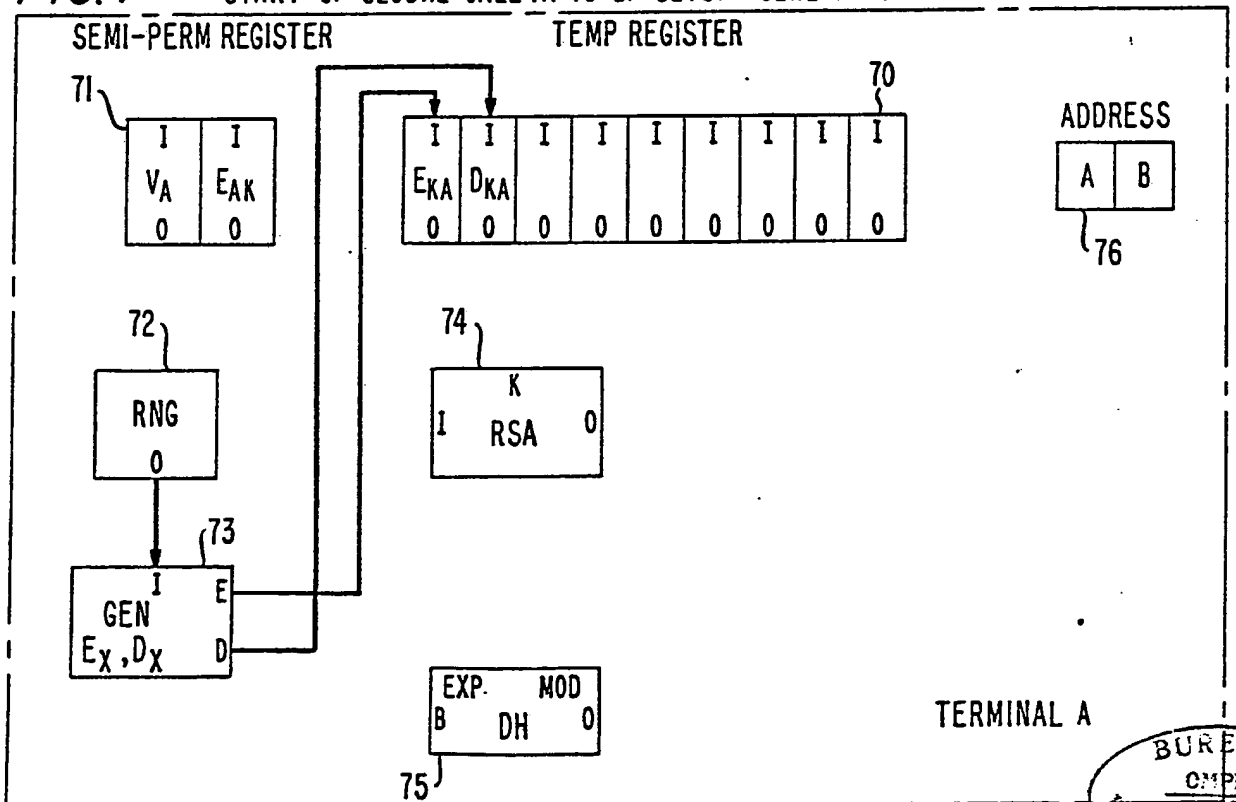 SEMI-PERM REGISTER TEMP REGISTER
71 70
I I I I I I I I I I I
ADDRESS
V_A E_AK E_KA D_KA A B
0 0 0 0 0 0 0 0 0 0 0
76
72 74
K
RNG I RSA 0
0
73
I E
GEN
E_X, D_X D
EXP. MOD
B DH 0
TERMINAL A
75
BURE